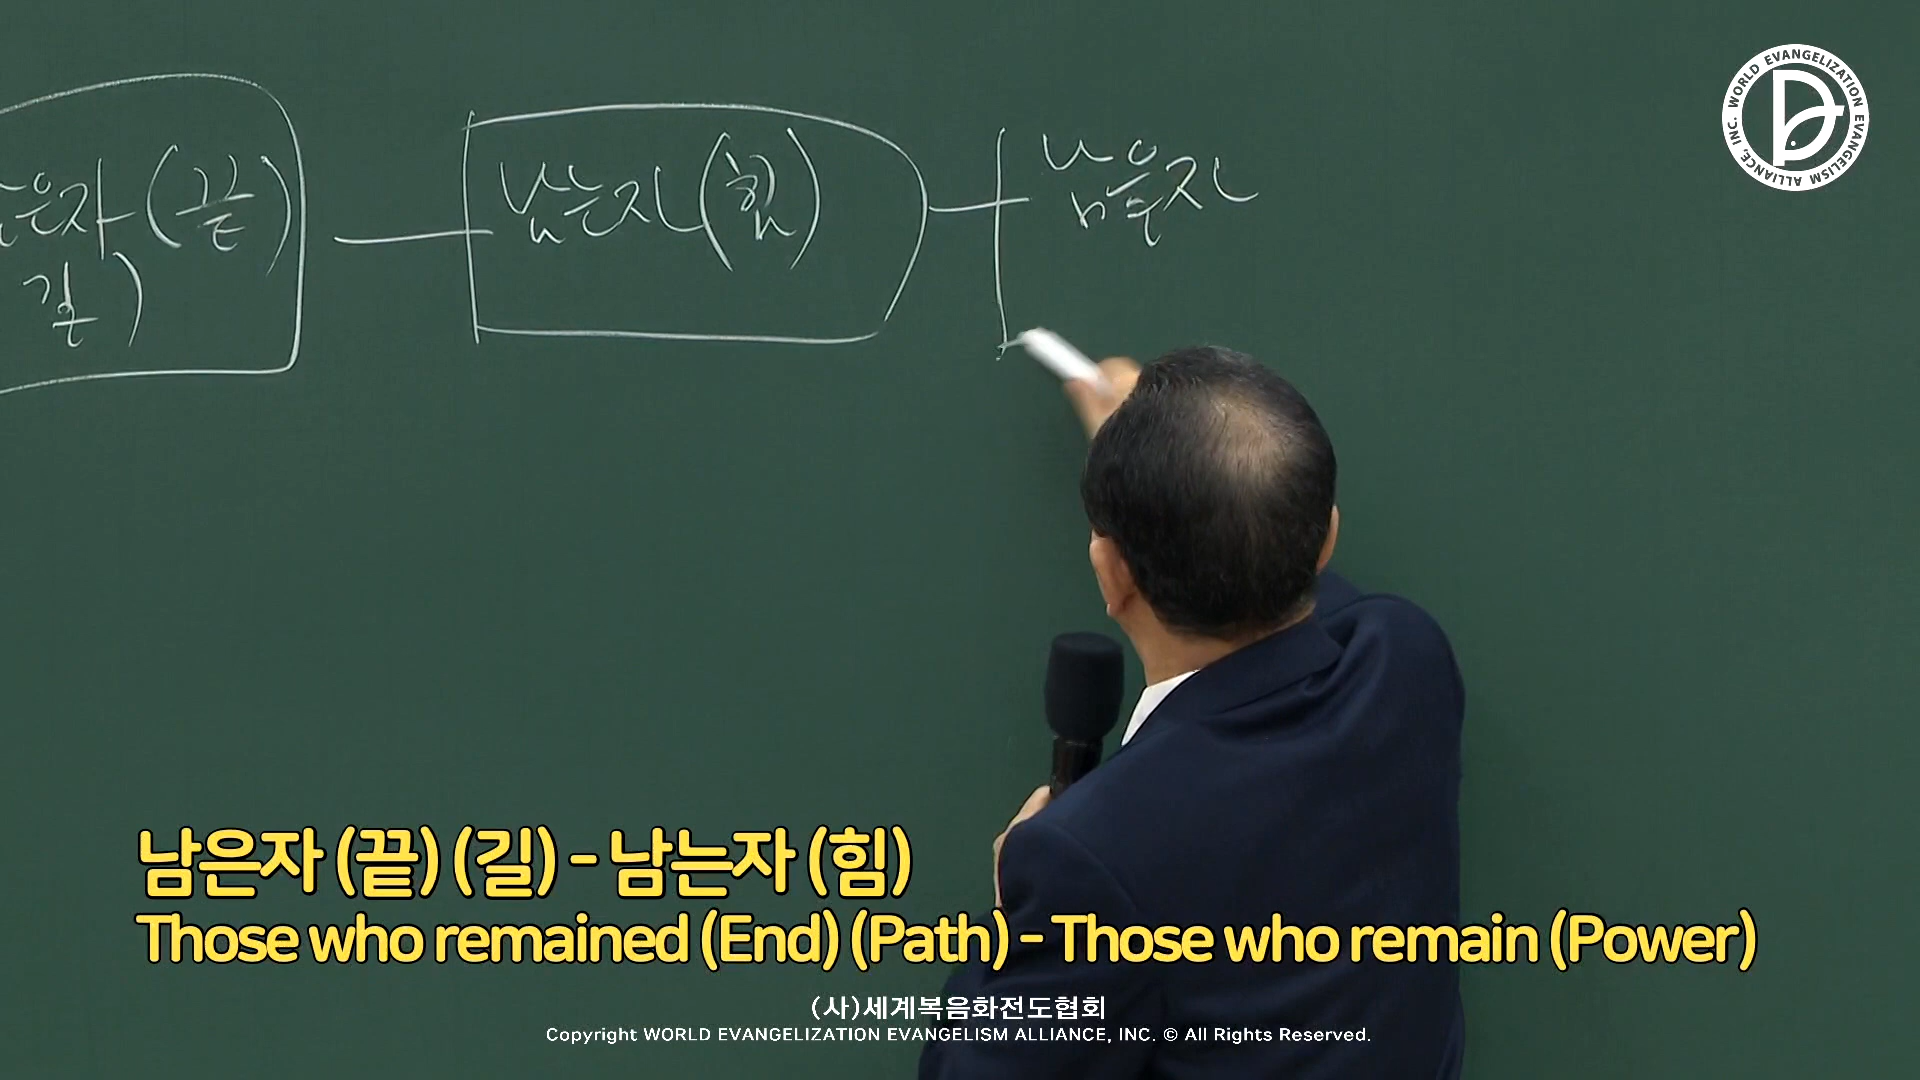 은자 (끝)
길)
남는자 (힘)
남을자
WORLD EVANGELIZATION EVANGELISM ALLIANCE, INC.
남은자 (끝) (길) - 남는자 (힘)
Those who remained (End) (Path) - Those who remain (Power)
(사)세계복음화전도협회
Copyright WORLD EVANGELIZATION EVANGELISM ALLIANCE, INC. © All Rights Reserved.